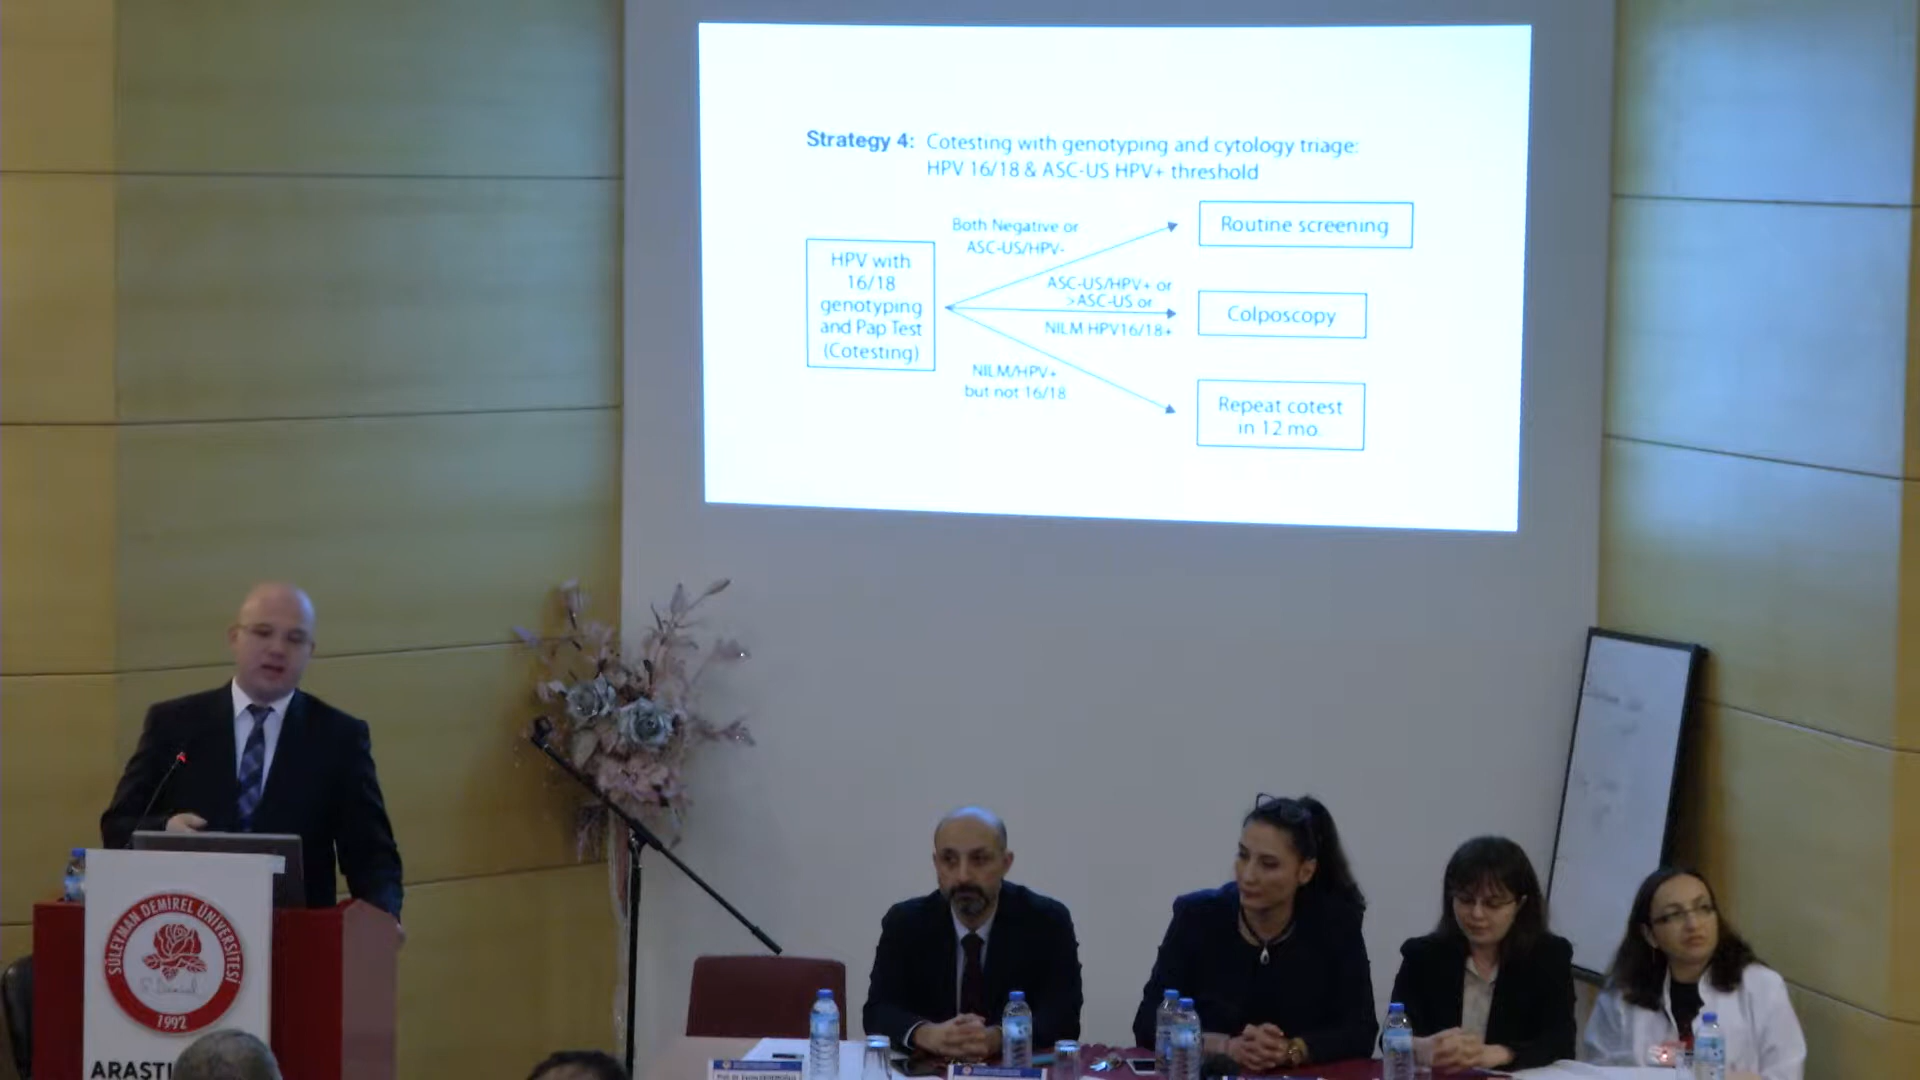 Strategy 4: Cotesting with genotyping and cytology triage:
HPV 16/18 & ASC-US HPV+ threshold
HPV with
16/18
genotyping
and Pap Test
(Cotesting)
Both Negative or
ASC-US/HPV-
Routine screening
ASC-US/HPV+ or
>ASC-US or
NILM HPV16/18+
Colposcopy
NILM/HPV+
but not 16/18
Repeat cotest
in 12 mo.
SÜLEYMAN DEMİREL ÜNİVERSİTESİ
S. Demirel
1992
ARAŞTI